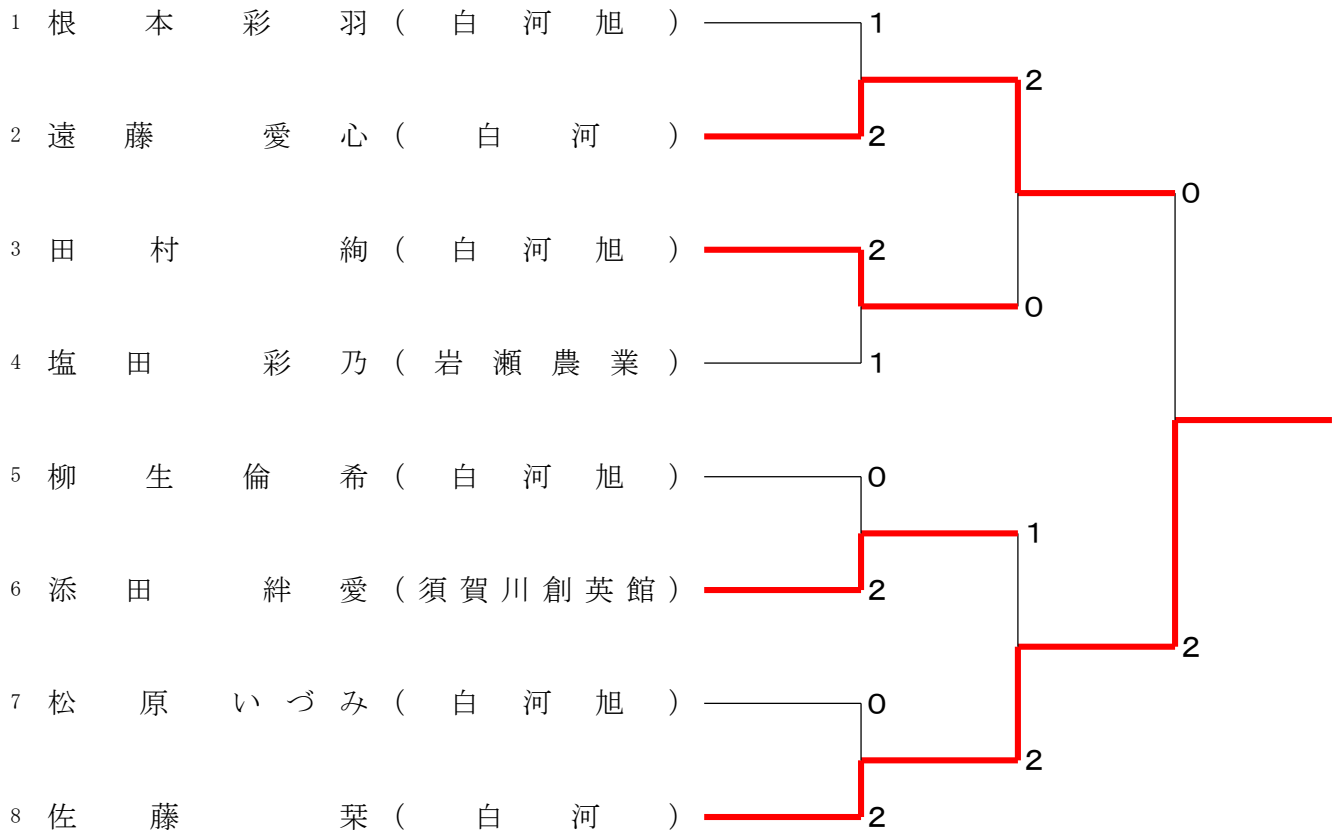 1 根本彩羽(白河旭) 1
2
2 遠藤愛心(白河) 2
0
3 田村絢(白河旭) 2
0
4 塩田彩乃(岩瀬農業) 1
5 柳生倫希(白河旭) 0
1
6 添田絆愛(須賀川創英館) 2
2
7 松原いづみ(白河旭) 0
2
8 佐藤栞(白河) 2